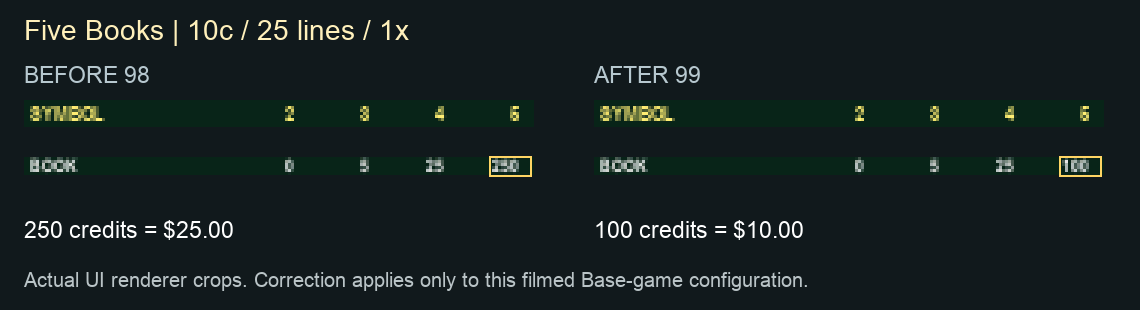 Five Books | 10c / 25 lines / 1x
BEFORE 98
AFTER 99
SYMBOL 2 3 4 5
SYMBOL 2 3 4 5
BOOK 0 5 25 250
BOOK 0 5 25 100
250 credits = $25.00
100 credits = $10.00
Actual UI renderer crops. Correction applies only to this filmed Base-game configuration.